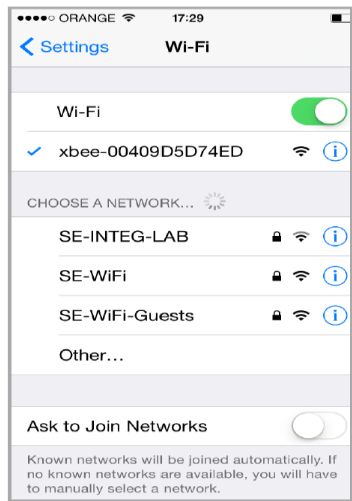 ORANGE 17:29
Settings Wi-Fi
Wi-Fi
xbee-00409D5D74ED
CHOOSE A NETWORK...
SE-INTEG-LAB
SE-WiFi
SE-WiFi-Guests
Other...
Ask to Join Networks
Known networks will be joined automatically. If
no known networks are available, you will have
to manually select a network.